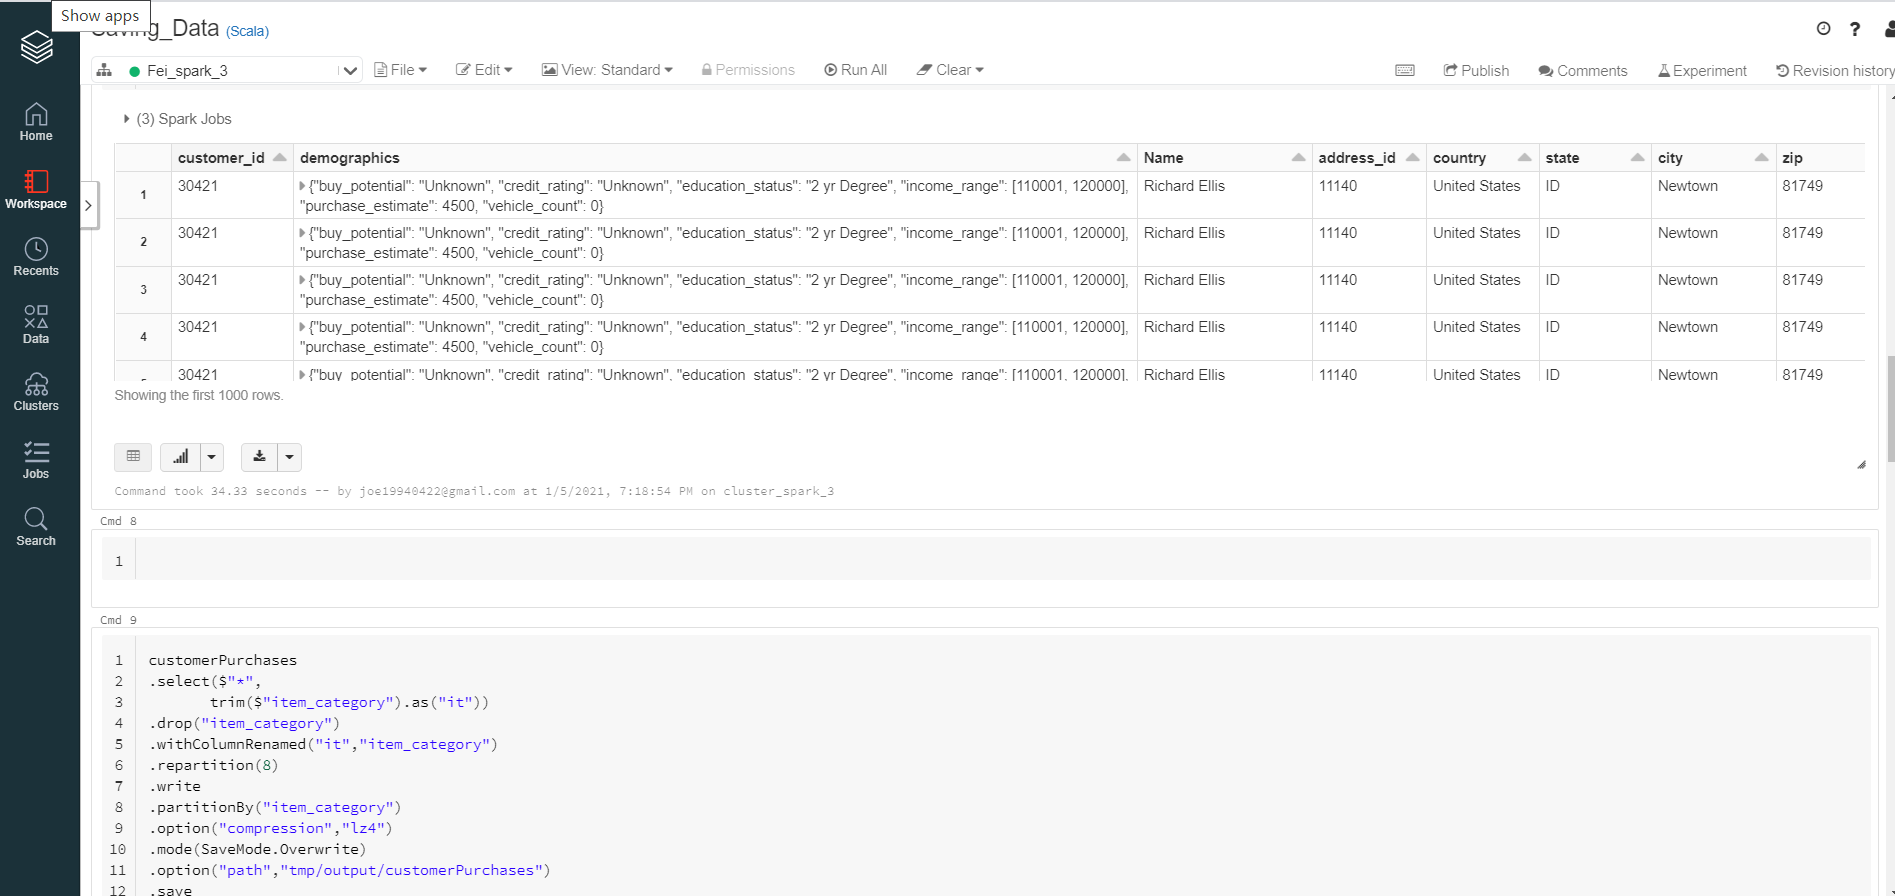 Show apps
Saving_Data (Scala)
Fei_spark_3 File Edit View: Standard Permissions Run All Clear Publish Comments Experiment Revision history
Home
Workspace
Recents
Data
Clusters
Jobs
Search
(3) Spark Jobs
customer_id demographics Name address_id country state city zip
1 30421 {"buy_potential": "Unknown", "credit_rating": "Unknown", "education_status": "2 yr Degree", "income_range": [110001, 120000], Richard Ellis 11140 United States ID Newtown 81749
"purchase_estimate": 4500, "vehicle_count": 0}
2 30421 {"buy_potential": "Unknown", "credit_rating": "Unknown", "education_status": "2 yr Degree", "income_range": [110001, 120000], Richard Ellis 11140 United States ID Newtown 81749
"purchase_estimate": 4500, "vehicle_count": 0}
3 30421 {"buy_potential": "Unknown", "credit_rating": "Unknown", "education_status": "2 yr Degree", "income_range": [110001, 120000], Richard Ellis 11140 United States ID Newtown 81749
"purchase_estimate": 4500, "vehicle_count": 0}
4 30421 {"buy_potential": "Unknown", "credit_rating": "Unknown", "education_status": "2 yr Degree", "income_range": [110001, 120000], Richard Ellis 11140 United States ID Newtown 81749
"purchase_estimate": 4500, "vehicle_count": 0}
30421 {"buy_potential": "Unknown", "credit_rating": "Unknown", "education_status": "2 yr Degree", "income_range": [110001, 120000], Richard Ellis 11140 United States ID Newtown 81749
Showing the first 1000 rows.
Command took 34.33 seconds -- by joe19940422@gmail.com at 1/5/2021, 7:18:54 PM on cluster_spark_3
Cmd 8
1
Cmd 9
1 customerPurchases
2 .select($"*",
3 trim($"item_category").as("it"))
4 .drop("item_category")
5 .withColumnRenamed("it","item_category")
6 .repartition(8)
7 .write
8 .partitionBy("item_category")
9 .option("compression","lz4")
10 .mode(SaveMode.Overwrite)
11 .option("path","tmp/output/customerPurchases")
12 .save